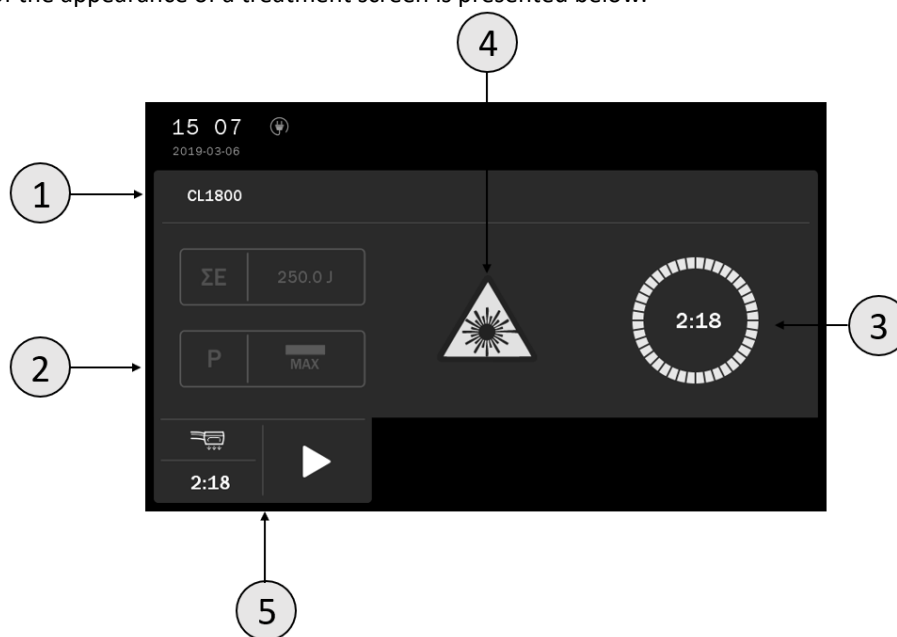 of the appearance of a treatment screen is presented below.
4
15 07
2019-03-06
1
CL1800
ΣE 250.0 J
2:18
3
2
P MAX
2:18
5